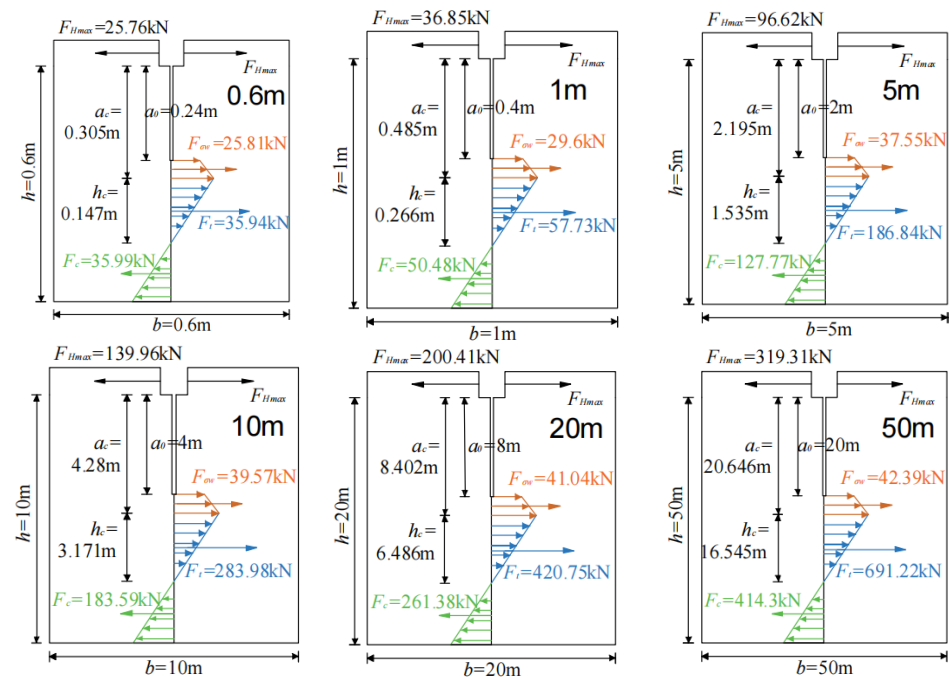 F_Hmax=25.76kN
F_Hmax
0.6m
a_c=
0.305m
a_0=0.24m
F_σw=25.81kN
h=0.6m
h_c=
0.147m
F_t=35.94kN
F_c=35.99kN
b=0.6m
F_Hmax=36.85kN
F_Hmax
1m
a_c=
0.485m
a_0=0.4m
F_σw=29.6kN
h=1m
h_c=
0.266m
F_t=57.73kN
F_c=50.48kN
b=1m
F_Hmax=96.62kN
F_Hmax
5m
a_c=
2.195m
a_0=2m
F_σw=37.55kN
h=5m
h_c=
1.535m
F_t=186.84kN
F_c=127.77kN
b=5m
F_Hmax=139.96kN
F_Hmax
10m
a_c=
4.28m
a_0=4m
F_σw=39.57kN
h=10m
h_c=
3.171m
F_t=283.98kN
F_c=183.59kN
b=10m
F_Hmax=200.41kN
F_Hmax
20m
a_c=
8.402m
a_0=8m
F_σw=41.04kN
h=20m
h_c=
6.486m
F_t=420.75kN
F_c=261.38kN
b=20m
F_Hmax=319.31kN
F_Hmax
50m
a_c=
20.646m
a_0=20m
F_σw=42.39kN
h=50m
h_c=
16.545m
F_t=691.22kN
F_c=414.3kN
b=50m